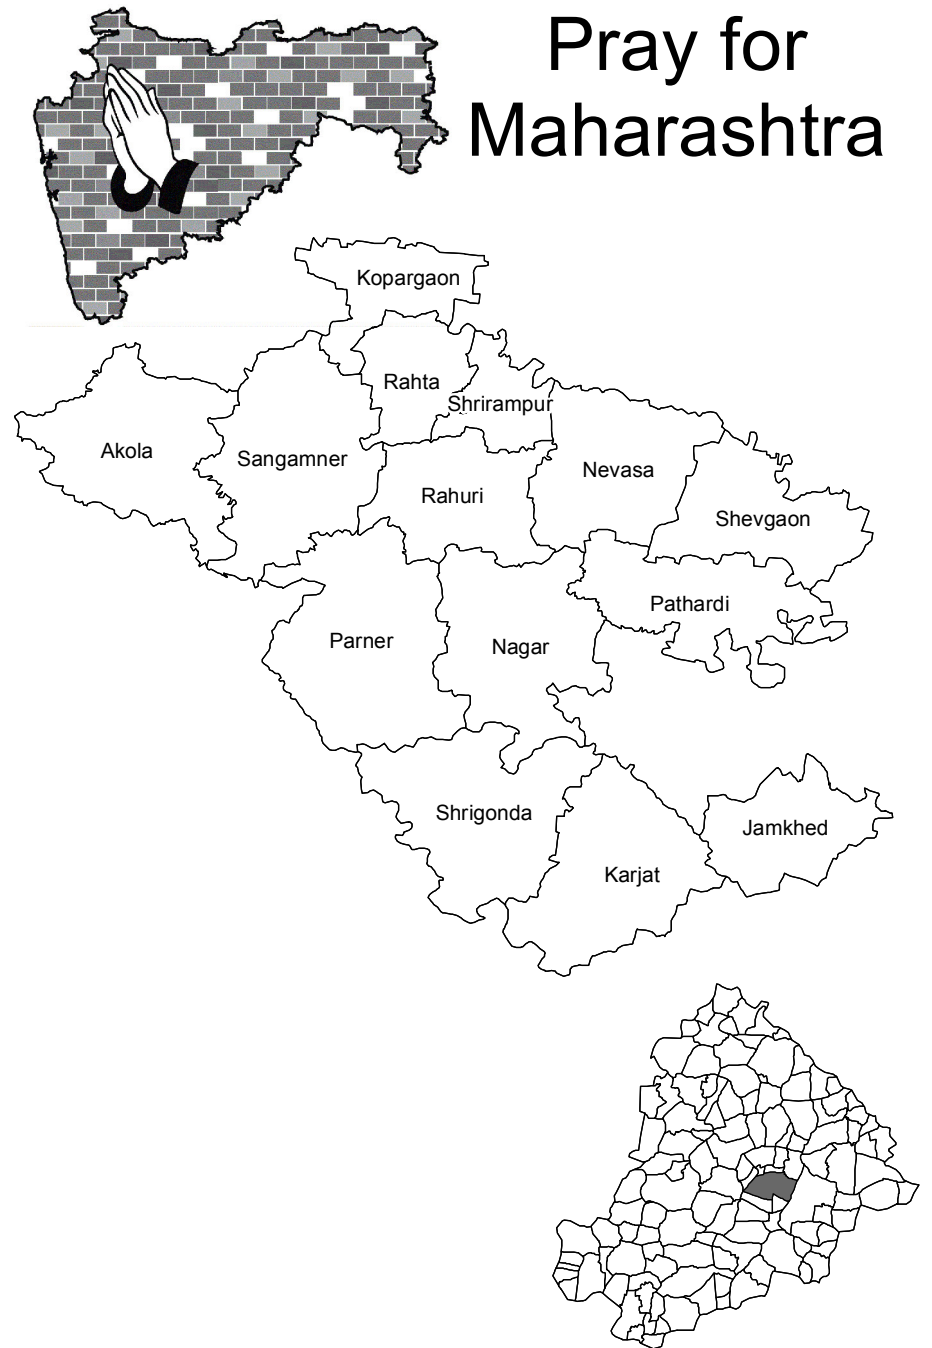 Pray for
Maharashtra
Kopargaon
Rahta
Shrirampur
Akola
Sangamner
Nevasa
Rahuri
Shevgaon
Pathardi
Parner
Nagar
Shrigonda
Jamkhed
Karjat